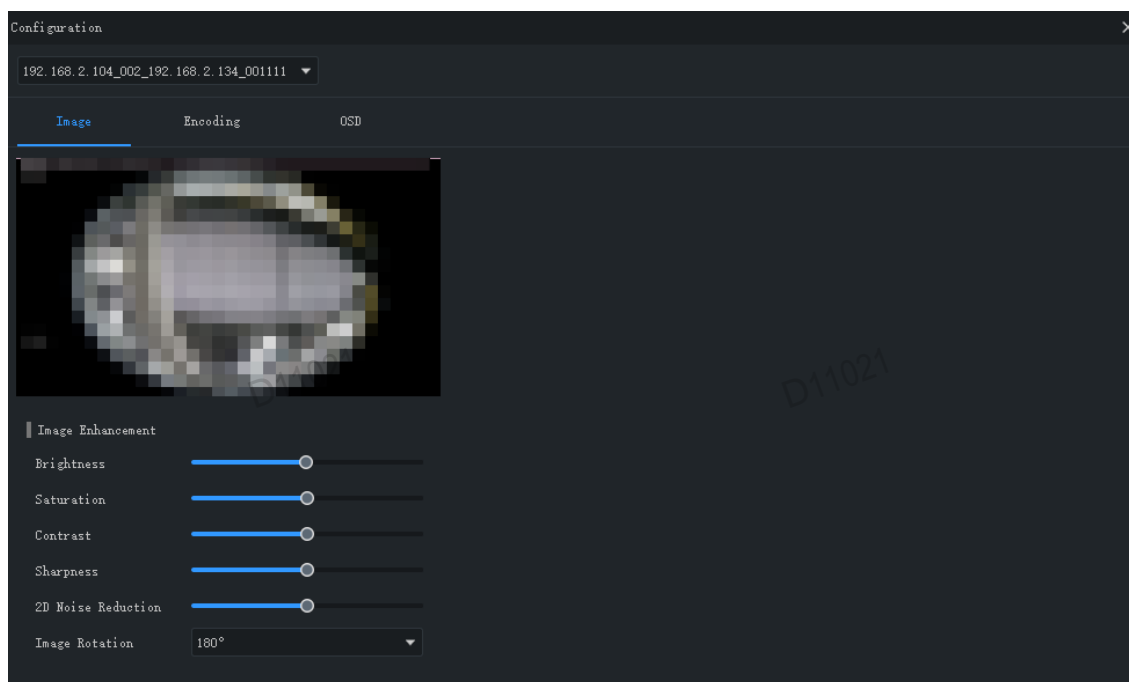 Configuration
192.168.2.104_002_192.168.2.134_001111
Image Encoding OSD
D11021
D11021
Image Enhancement
Brightness
Saturation
Contrast
Sharpness
2D Noise Reduction
Image Rotation 180°